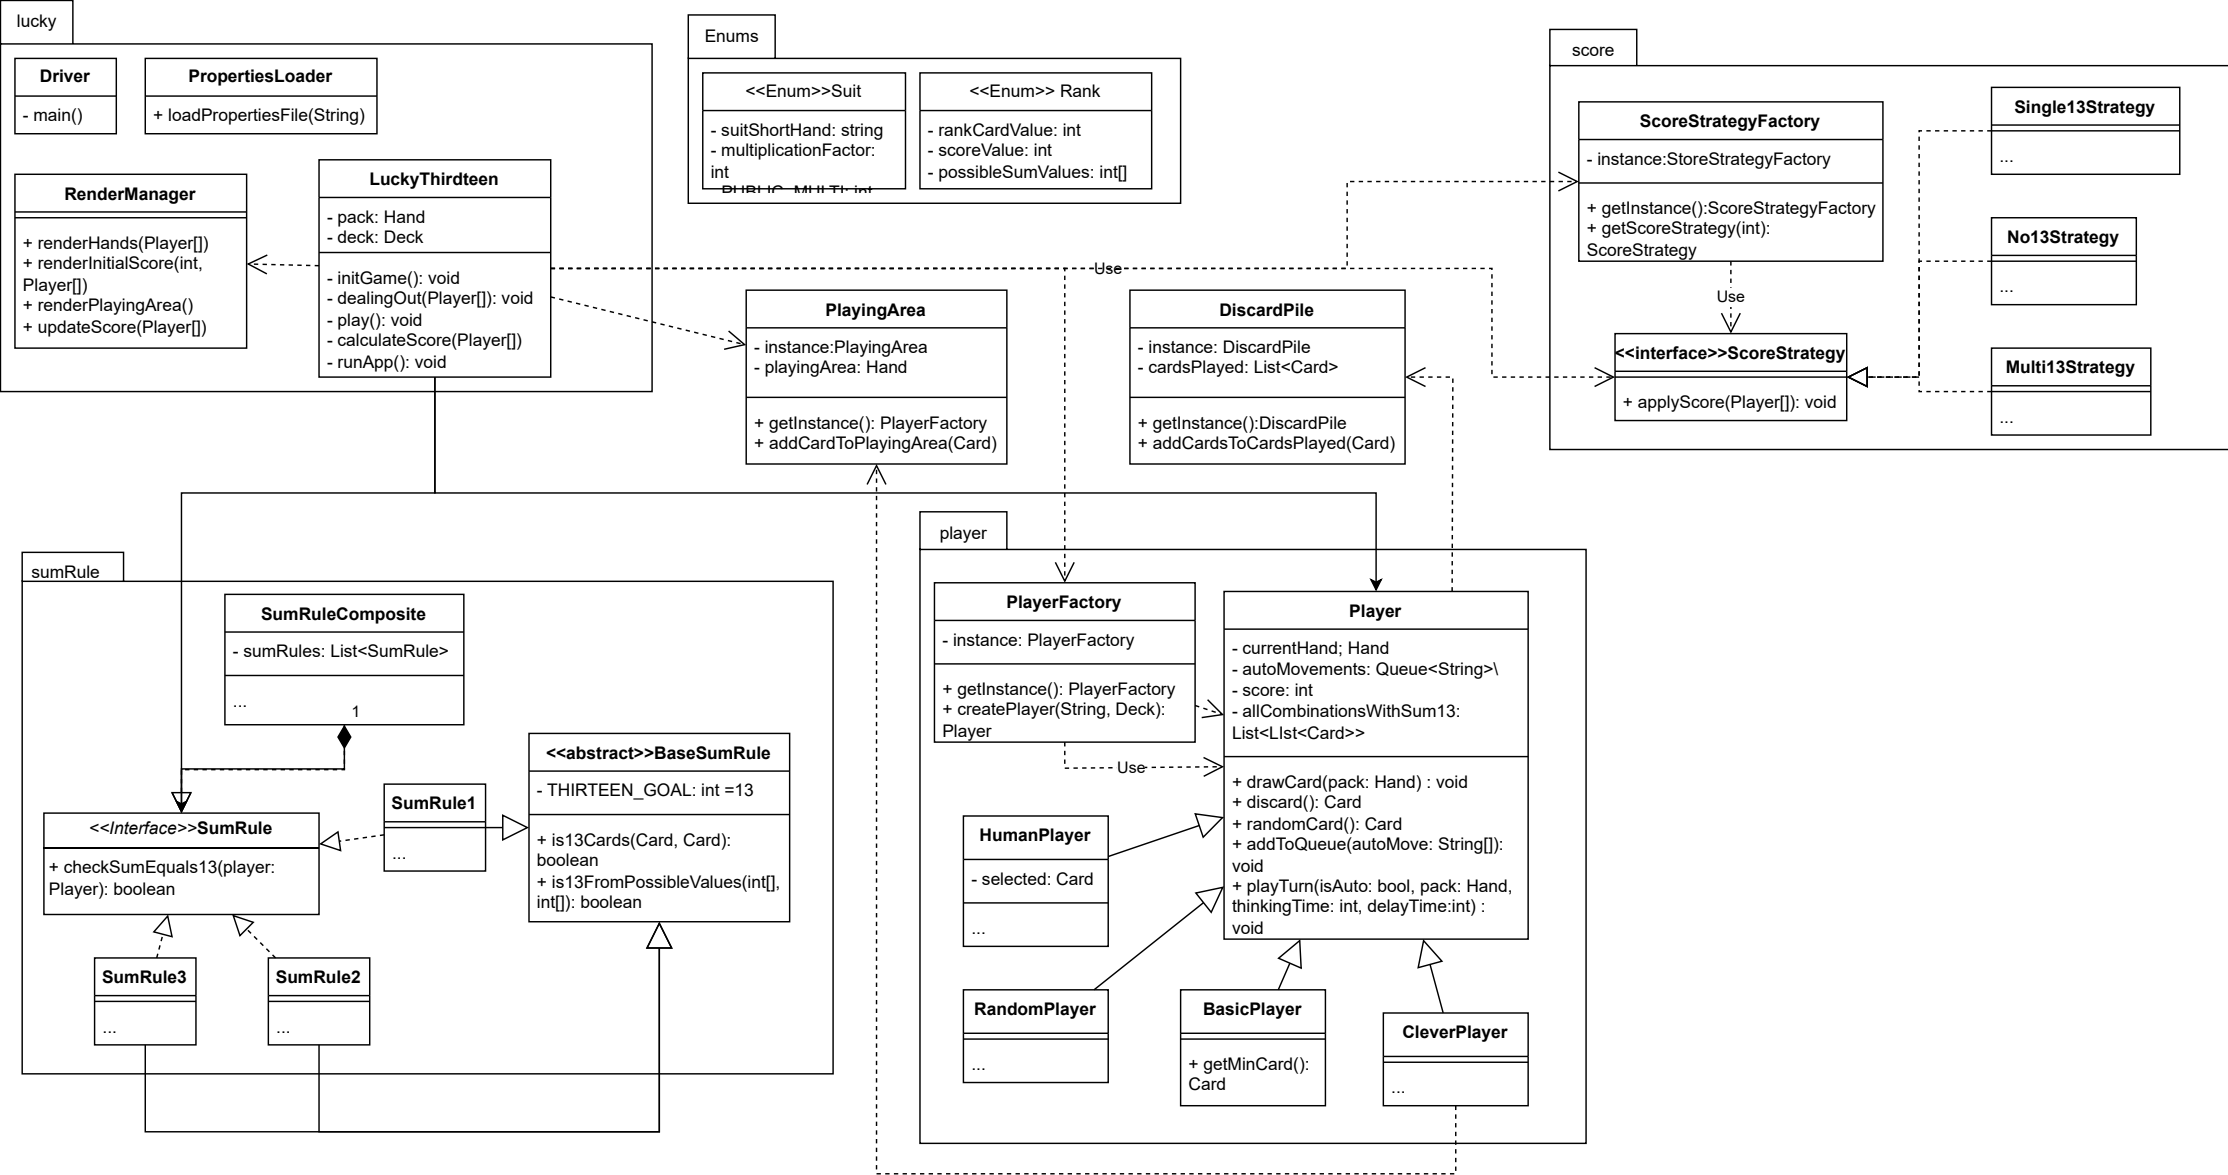 lucky
Driver
- main()
PropertiesLoader
+ loadPropertiesFile(String)
RenderManager
+ renderHands(Player[])
+ renderInitialScore(int,
Player[])
+ renderPlayingArea()
+ updateScore(Player[])
LuckyThirdteen
- pack: Hand
- deck: Deck
- initGame(): void
- dealingOut(Player[]): void
- play(): void
- calculateScore(Player[])
- runApp(): void
Enums
<<Enum>>Suit
- suitShortHand: string
- multiplicationFactor:
int
- PUBLIC_MULTI: int
<<Enum>> Rank
- rankCardValue: int
- scoreValue: int
- possibleSumValues: int[]
score
ScoreStrategyFactory
- instance:StoreStrategyFactory
+ getInstance():ScoreStrategyFactory
+ getScoreStrategy(int):
ScoreStrategy
Use
<<interface>>ScoreStrategy
+ applyScore(Player[]): void
Single13Strategy
...
No13Strategy
...
Multi13Strategy
...
Use
PlayingArea
- instance:PlayingArea
- playingArea: Hand
+ getInstance(): PlayerFactory
+ addCardToPlayingArea(Card)
DiscardPile
- instance: DiscardPile
- cardsPlayed: List<Card>
+ getInstance():DiscardPile
+ addCardsToCardsPlayed(Card)
sumRule
SumRuleComposite
- sumRules: List<SumRule>
...
1
<<Interface>>SumRule
+ checkSumEquals13(player:
Player): boolean
SumRule1
...
<<abstract>>BaseSumRule
- THIRTEEN_GOAL: int =13
+ is13Cards(Card, Card):
boolean
+ is13FromPossibleValues(int[],
int[]): boolean
SumRule3
...
SumRule2
...
player
PlayerFactory
- instance: PlayerFactory
+ getInstance(): PlayerFactory
+ createPlayer(String, Deck):
Player
Use
Player
- currentHand; Hand
- autoMovements: Queue<String>\
- score: int
- allCombinationsWithSum13:
List<LIst<Card>>
+ drawCard(pack: Hand) : void
+ discard(): Card
+ randomCard(): Card
+ addToQueue(autoMove: String[]):
void
+ playTurn(isAuto: bool, pack: Hand,
thinkingTime: int, delayTime:int) :
void
HumanPlayer
- selected: Card
...
RandomPlayer
...
BasicPlayer
+ getMinCard():
Card
CleverPlayer
...